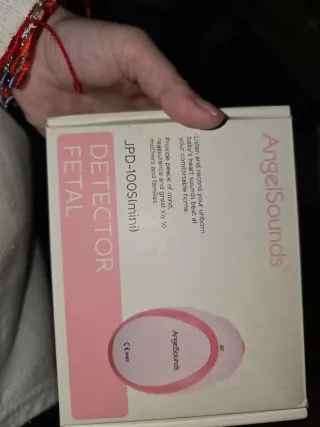 AngelSounds
Listen and record your unborn
baby's heart sounds beat at
your comfortable home.
Provide peace of mind,
reassurance and great joy to
mothers and families.
JPD-100S(mini)
DETECTOR
FETAL
AngelSounds
CE